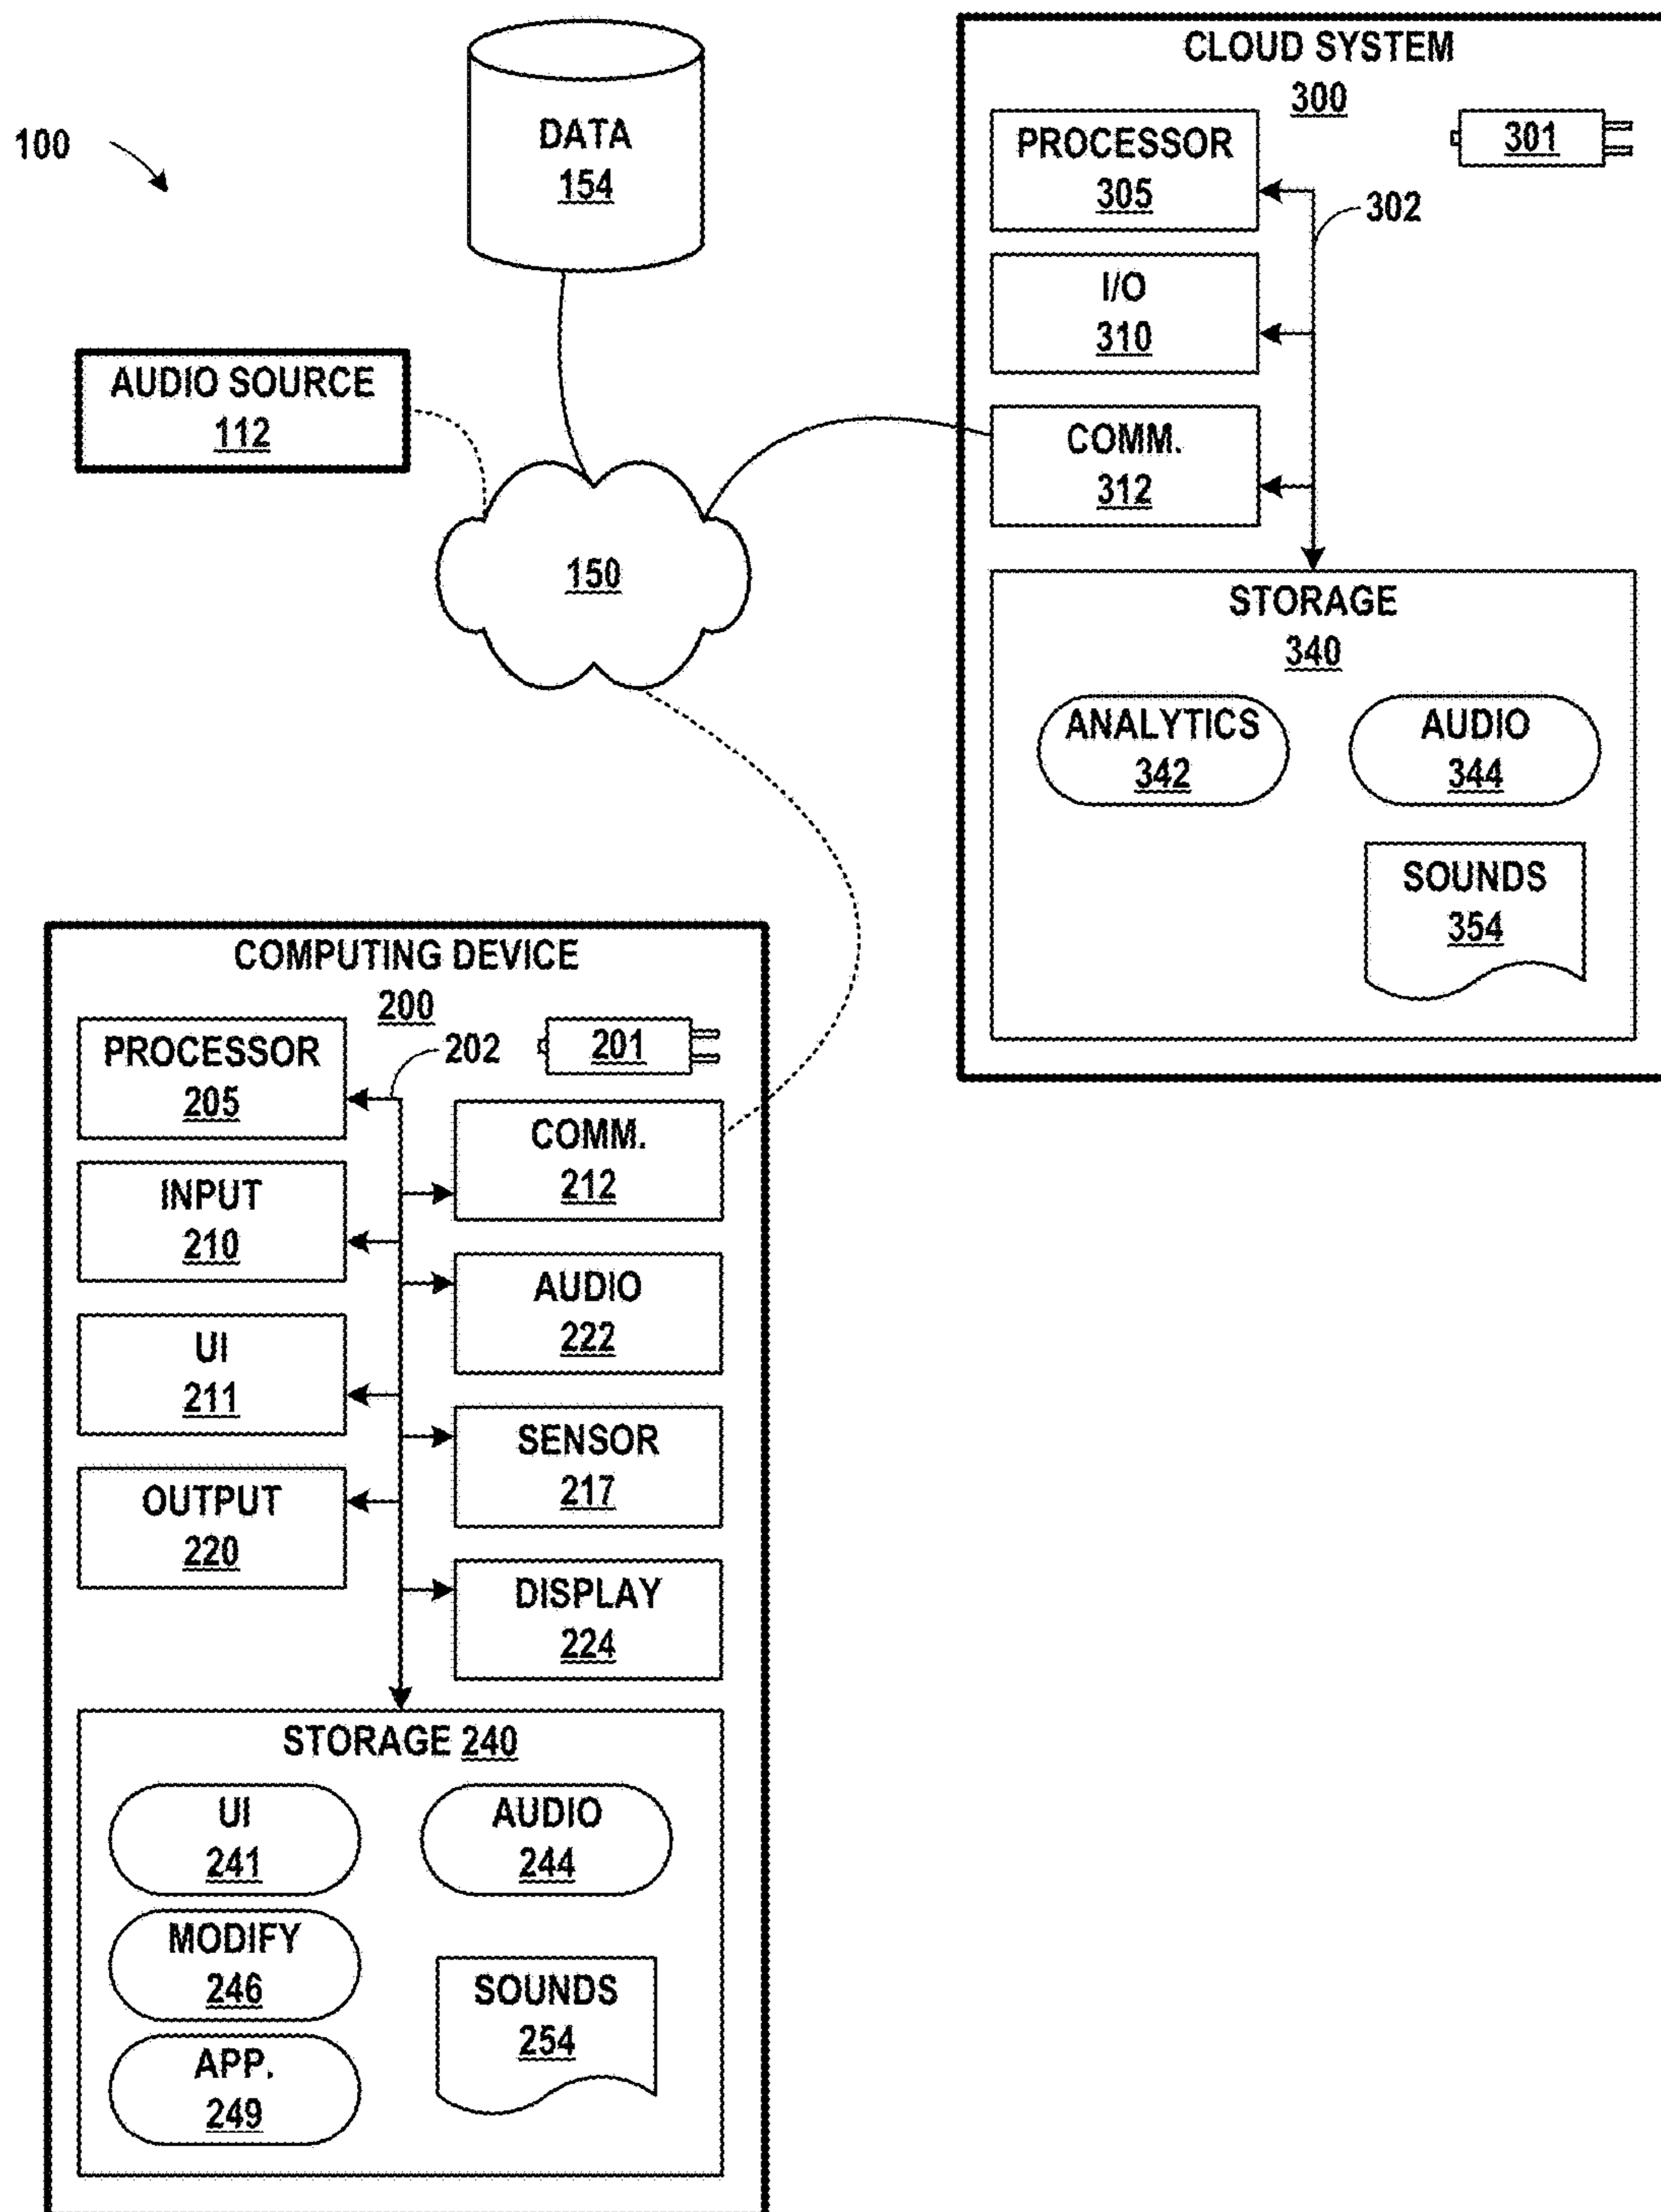 100
DATA
154
AUDIO SOURCE
112
150
CLOUD SYSTEM
300
301
PROCESSOR
305
302
I/O
310
COMM.
312
STORAGE
340
ANALYTICS
342
AUDIO
344
SOUNDS
354
COMPUTING DEVICE
200
201
PROCESSOR
205
202
COMM.
212
INPUT
210
AUDIO
222
UI
211
SENSOR
217
OUTPUT
220
DISPLAY
224
STORAGE 240
UI
241
AUDIO
244
MODIFY
246
SOUNDS
254
APP.
249